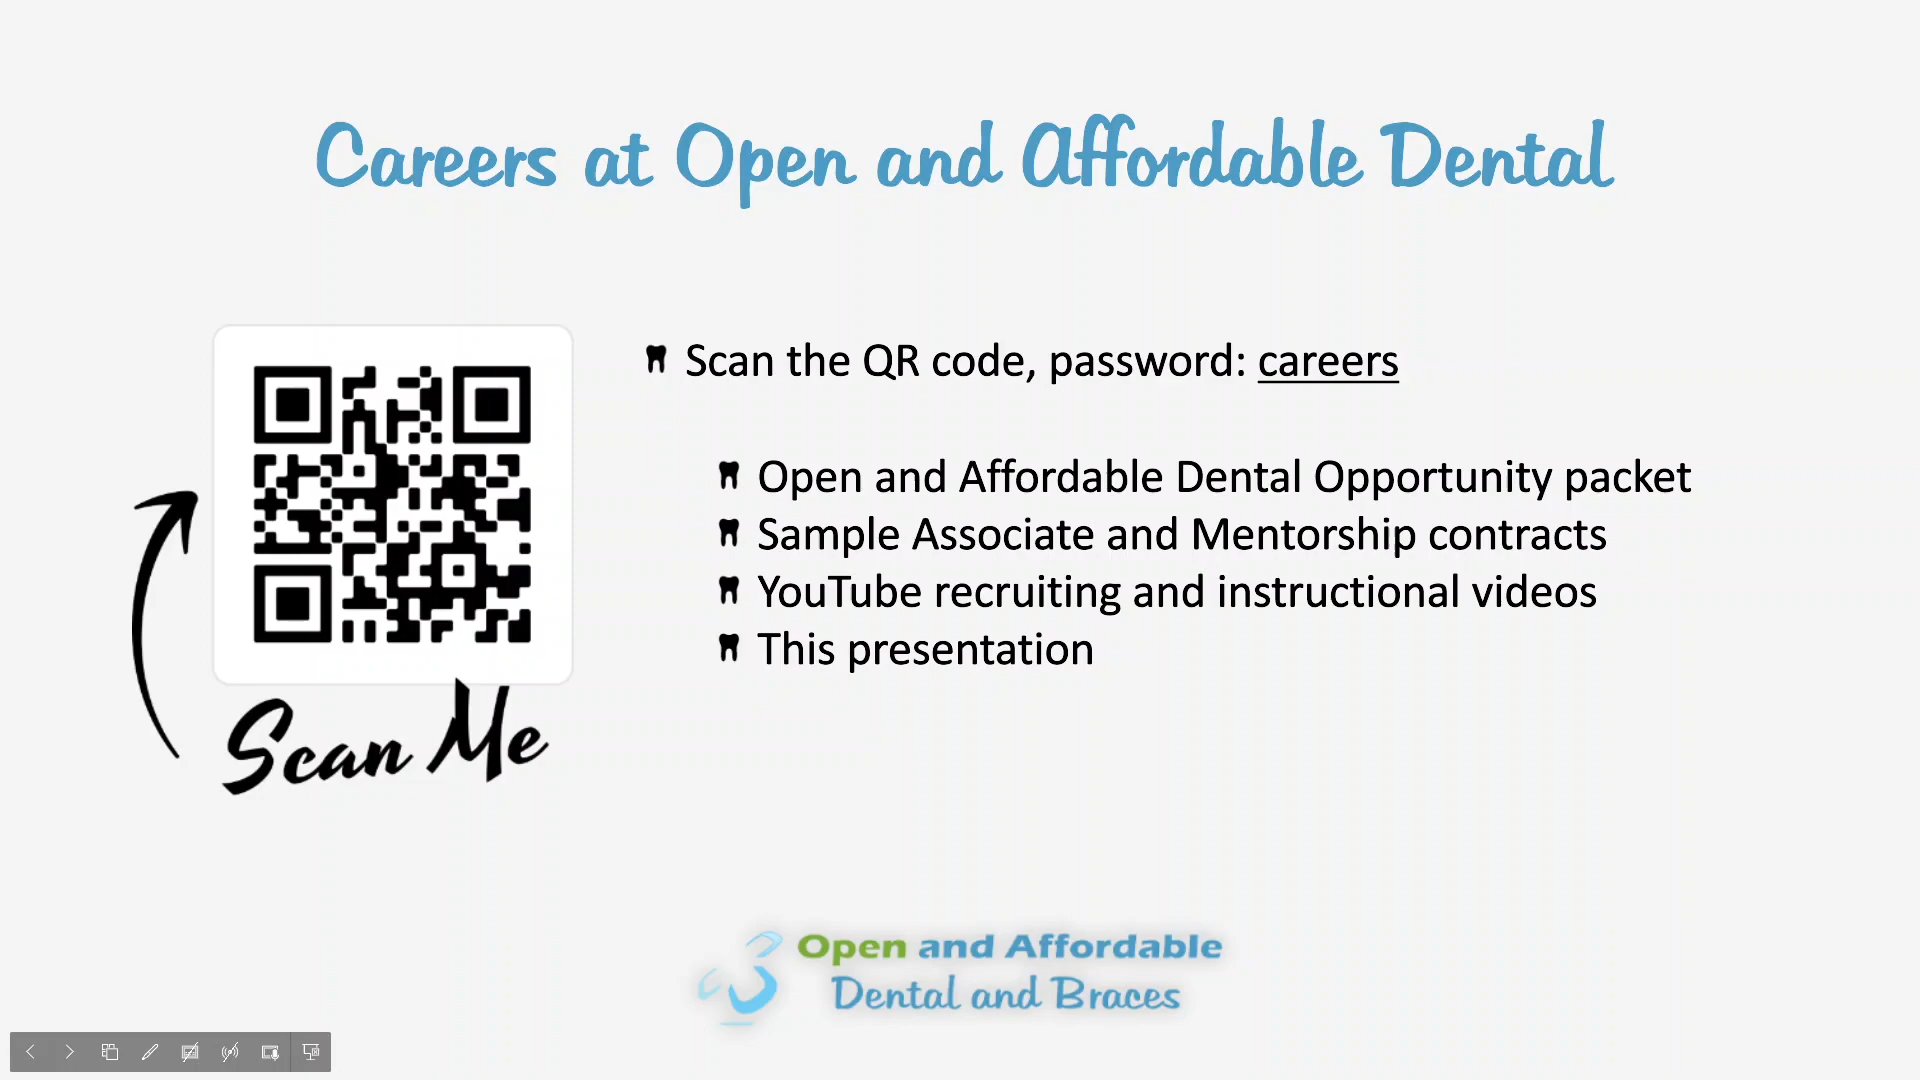 Careers at Open and Affordable Dental
Scan the QR code, password: careers
Open and Affordable Dental Opportunity packet
Sample Associate and Mentorship contracts
YouTube recruiting and instructional videos
This presentation
Scan Me
Open and Affordable
Dental and Braces